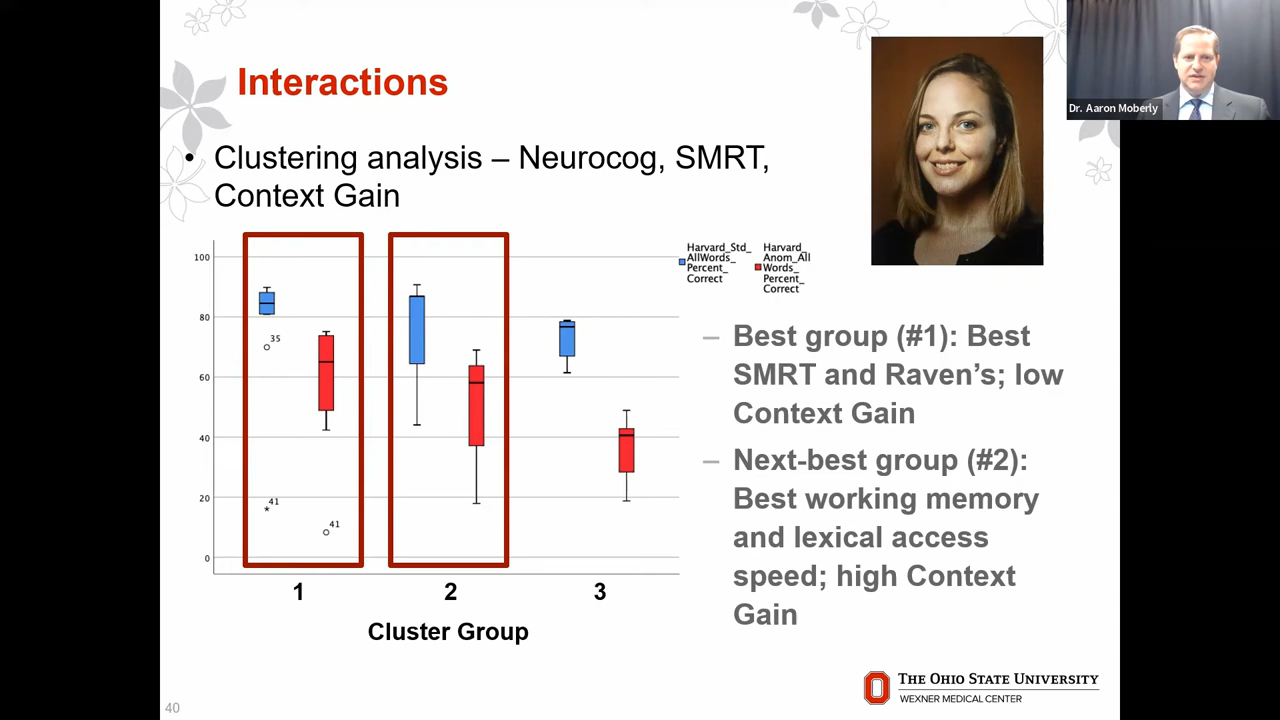 Interactions
Dr. Aaron Moberly
• Clustering analysis – Neurocog, SMRT,
Context Gain
Harvard_Std_
AllWords_
Percent_
Correct
Harvard_
Anom_All
Words_
Percent_
Correct
100
80
60
40
20
0
35
41
41
1 2 3
Cluster Group
– Best group (#1): Best
SMRT and Raven’s; low
Context Gain
– Next-best group (#2):
Best working memory
and lexical access
speed; high Context
Gain
THE OHIO STATE UNIVERSITY
WEXNER MEDICAL CENTER
40